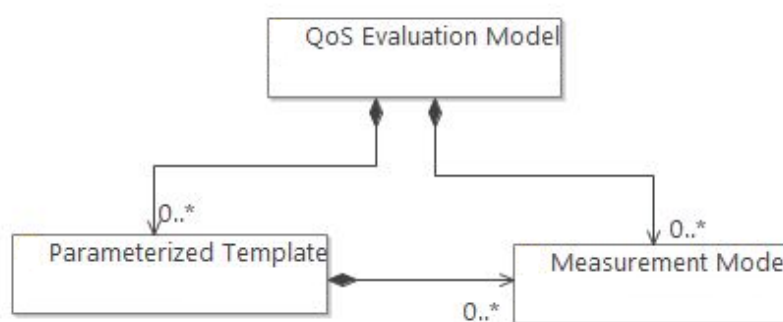 QoS Evaluation Model
0..*
Parameterized Template
0..*
Measurement Mode
0..*